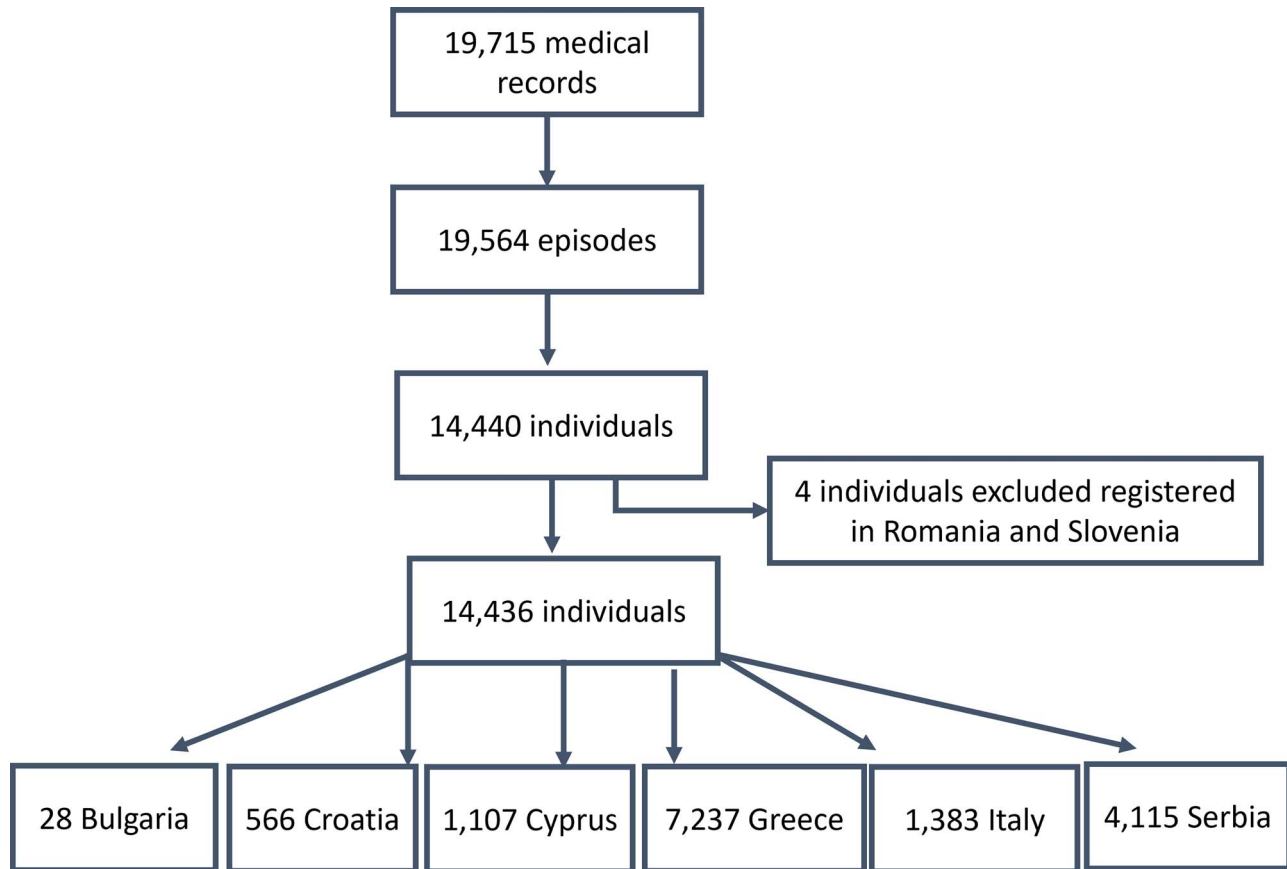 19,715 medical
records
19,564 episodes
14,440 individuals
4 individuals excluded registered
in Romania and Slovenia
14,436 individuals
28 Bulgaria
566 Croatia
1,107 Cyprus
7,237 Greece
1,383 Italy
4,115 Serbia